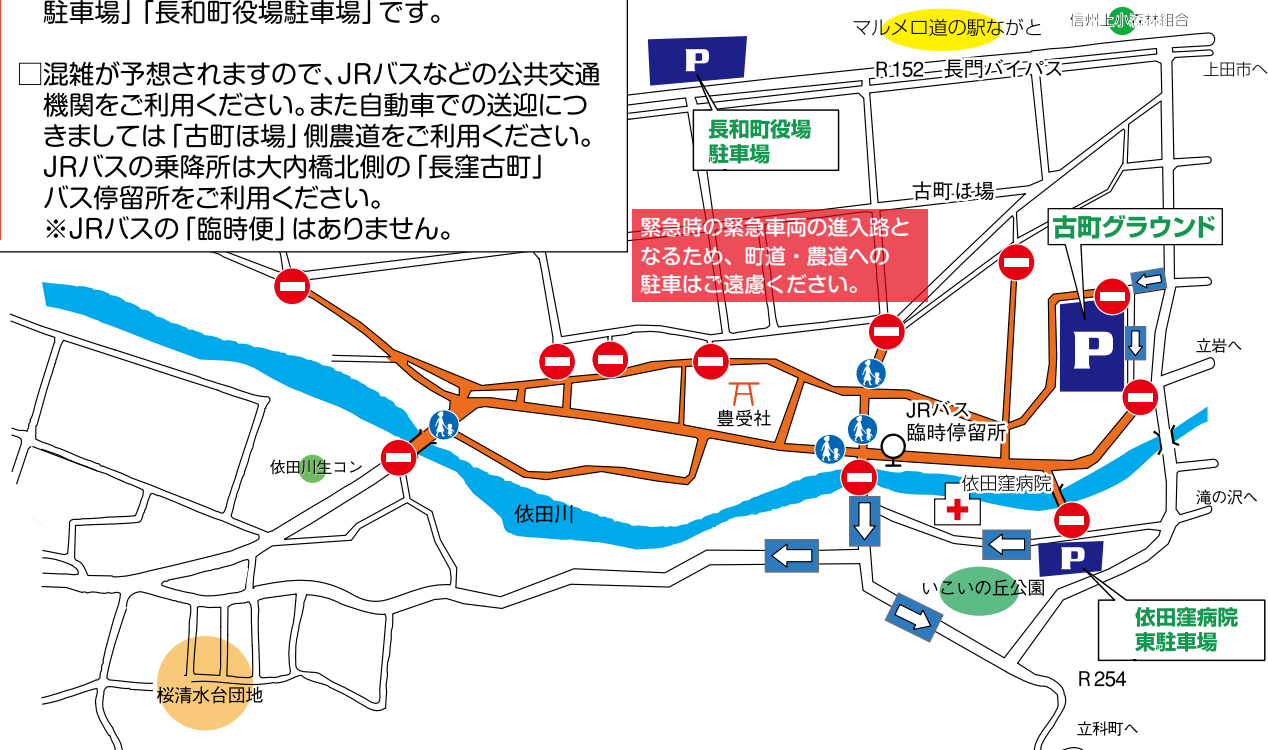 駐車場」「長和町役場駐車場」です。
□混雑が予想されますので、JRバスなどの公共交通
機関をご利用ください。また自動車での送迎につ
きましては「古町ほ場」側農道をご利用ください。
JRバスの乗降所は大内橋北側の「長窪古町」
バス停留所をご利用ください。
※JRバスの「臨時便」はありません。
マルメロ道の駅ながと
信州上小森林組合
P
R152 長門バイパス
上田市へ
長和町役場
駐車場
古町ほ場
緊急時の緊急車両の進入路と
なるため、町道・農道への
駐車はご遠慮ください。
古町グラウンド
P
立岩へ
豊受社
JRバス
臨時停留所
依田川生コン
依田窪病院
滝の沢へ
依田川
P
いこいの丘公園
依田窪病院
東駐車場
R254
桜清水台団地
立科町へ